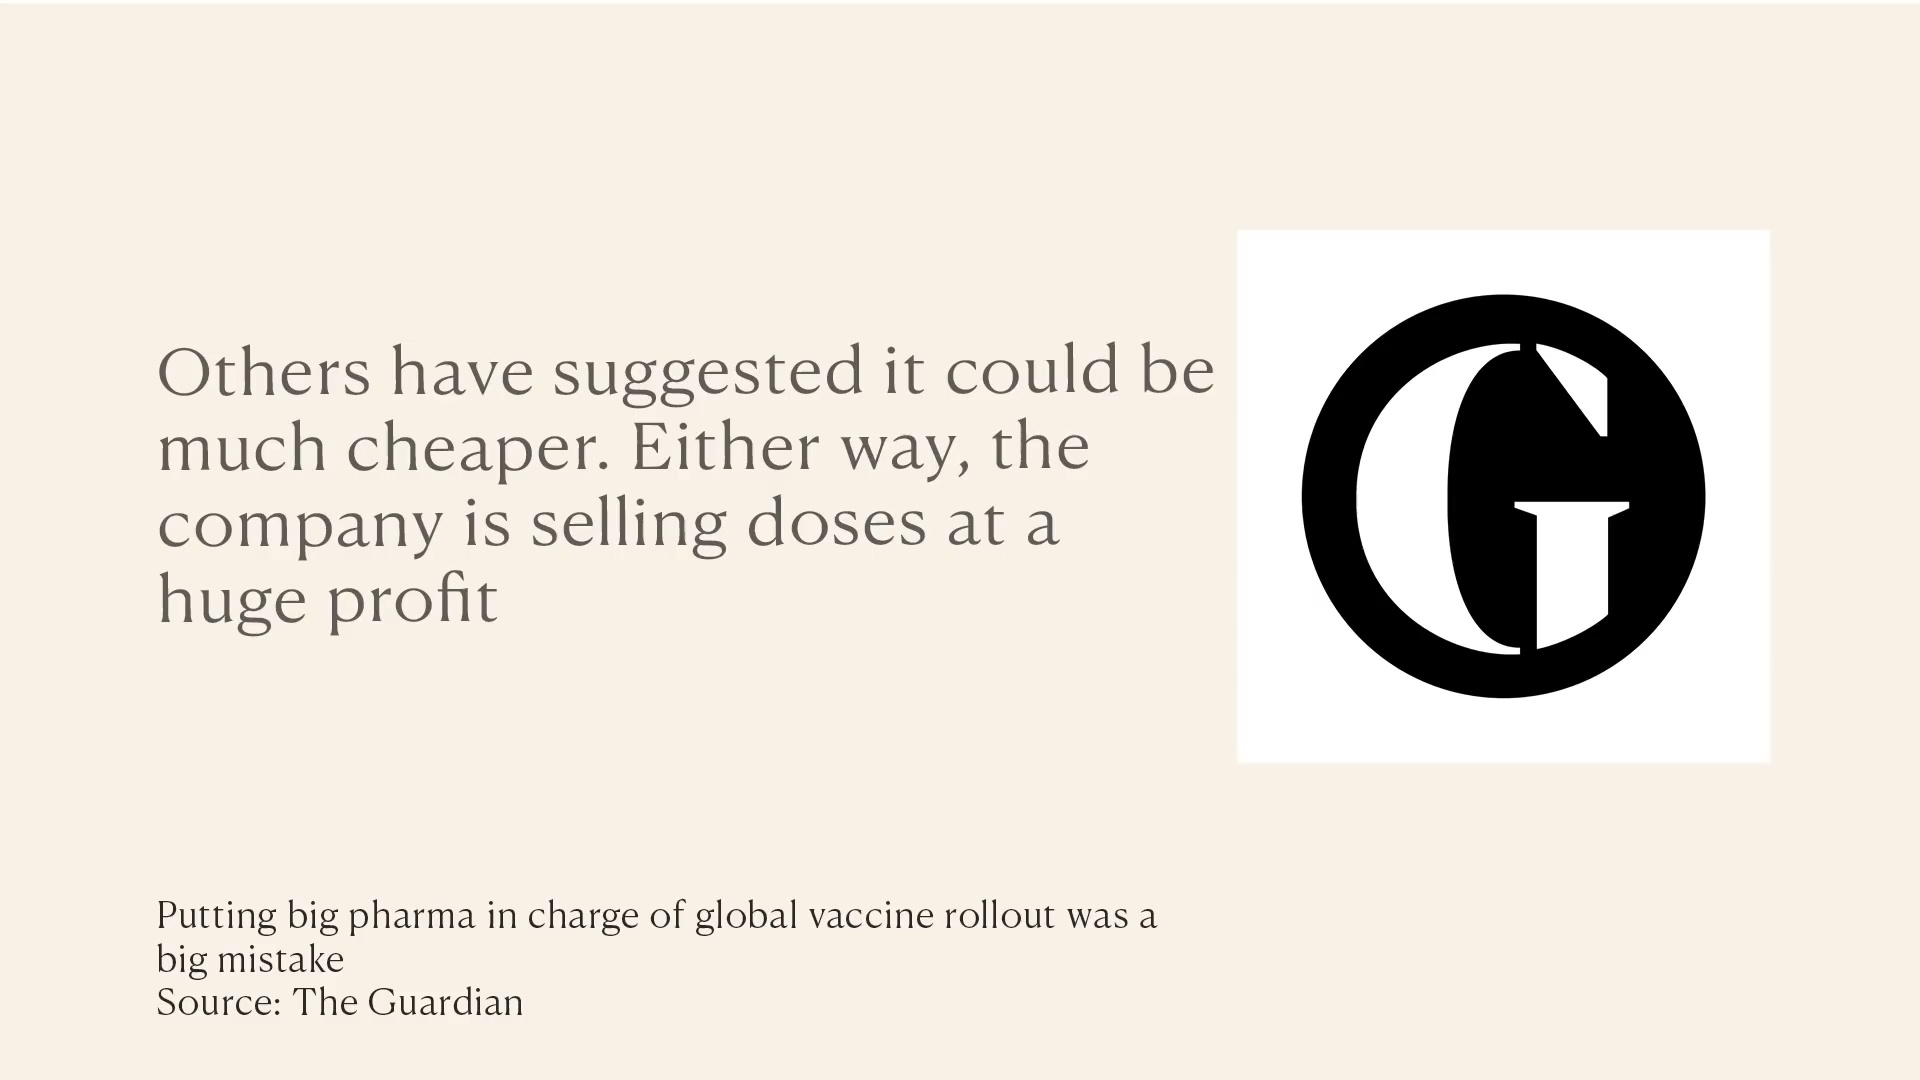 Others have suggested it could be
much cheaper. Either way, the
company is selling doses at a
huge profit
G
Putting big pharma in charge of global vaccine rollout was a
big mistake
Source: The Guardian